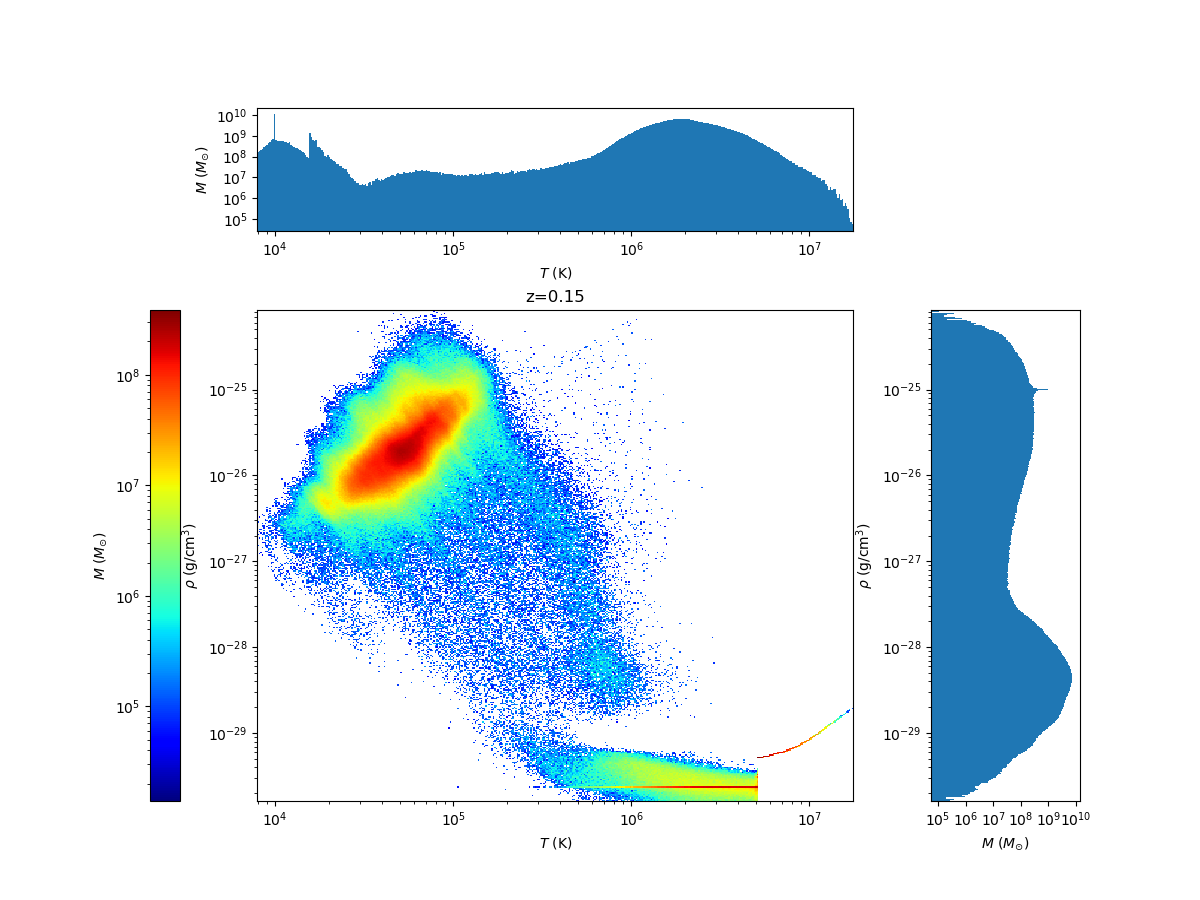 M (M⊙)
10¹⁰
10⁹
10⁸
10⁷
10⁶
10⁵
10⁴ 10⁵ 10⁶ 10⁷
T (K)
z=0.15
M (M⊙)
10⁸
10⁷
10⁶
10⁵
ρ (g/cm³)
10⁻²⁵
10⁻²⁶
10⁻²⁷
10⁻²⁸
10⁻²⁹
10⁴ 10⁵ 10⁶ 10⁷
T (K)
ρ (g/cm³)
10⁻²⁵
10⁻²⁶
10⁻²⁷
10⁻²⁸
10⁻²⁹
10⁵ 10⁶ 10⁷ 10⁸ 10⁹ 10¹⁰
M (M⊙)